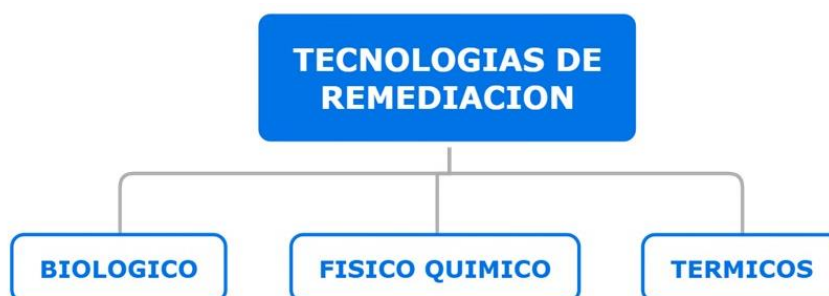 TECNOLOGIAS DE
REMEDIACION
BIOLOGICO
FISICO QUIMICO
TERMICOS